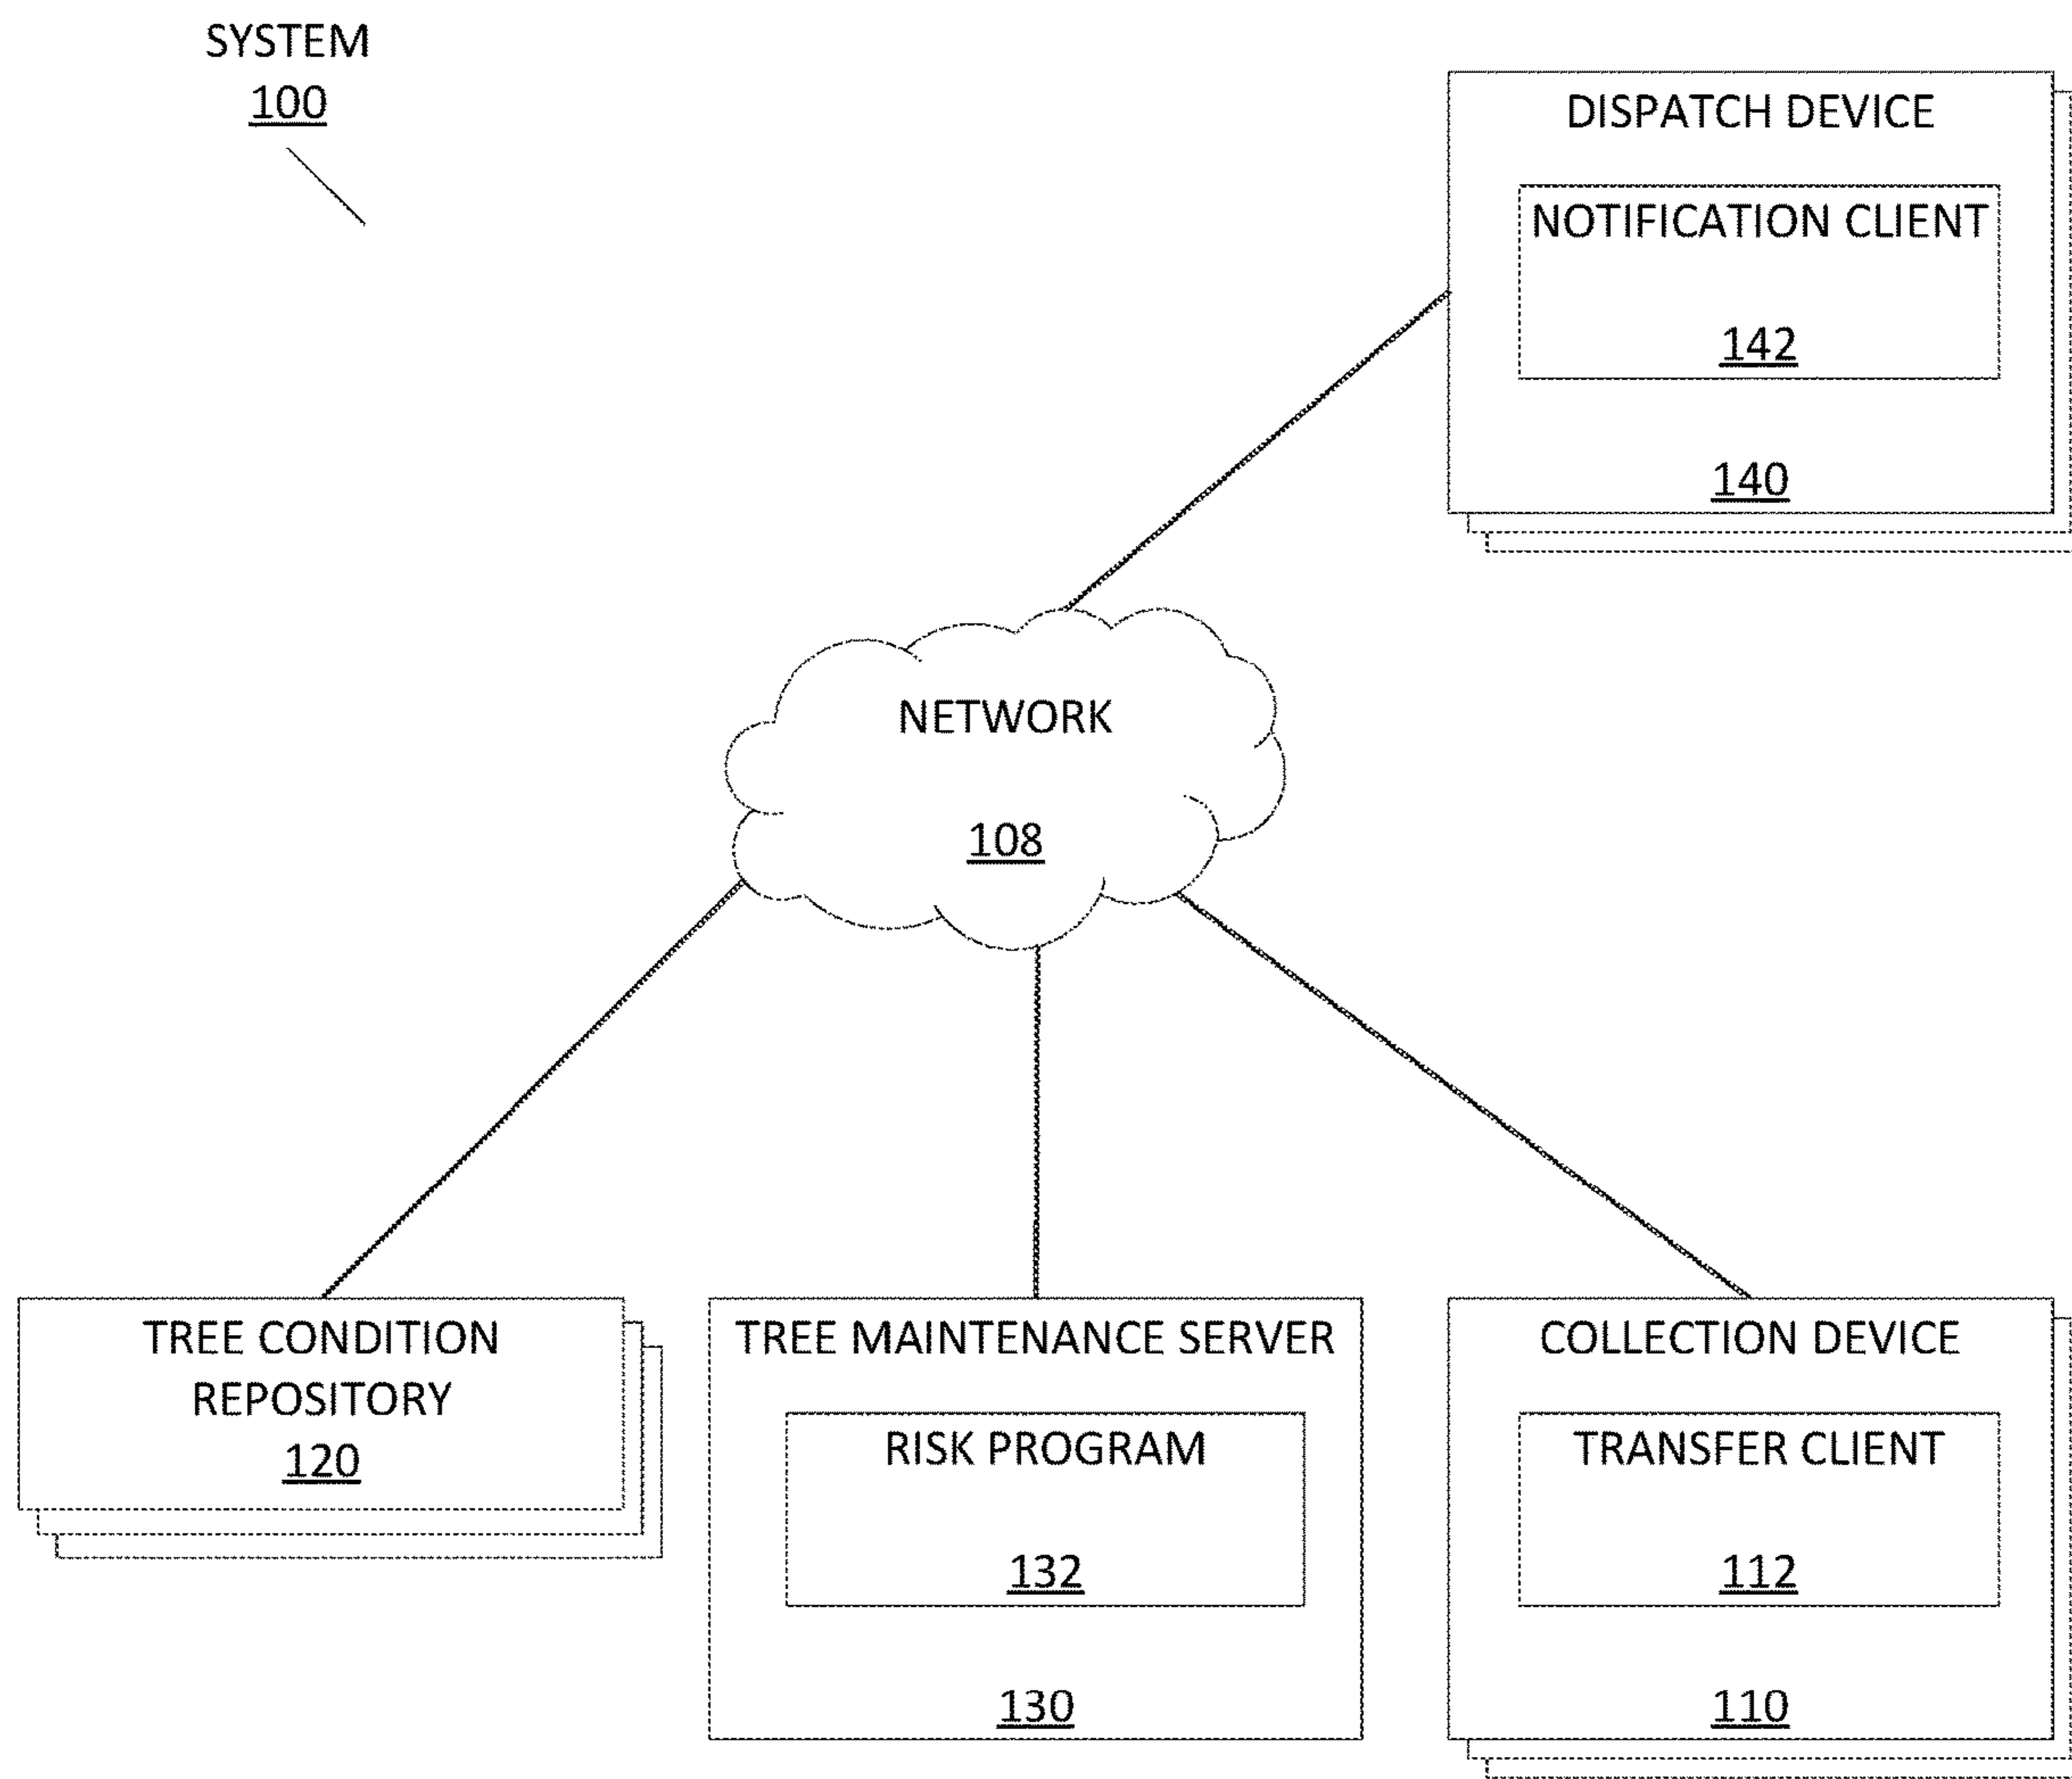 SYSTEM
100
DISPATCH DEVICE
NOTIFICATION CLIENT
142
140
NETWORK
108
TREE CONDITION
REPOSITORY
120
TREE MAINTENANCE SERVER
RISK PROGRAM
132
130
COLLECTION DEVICE
TRANSFER CLIENT
112
110